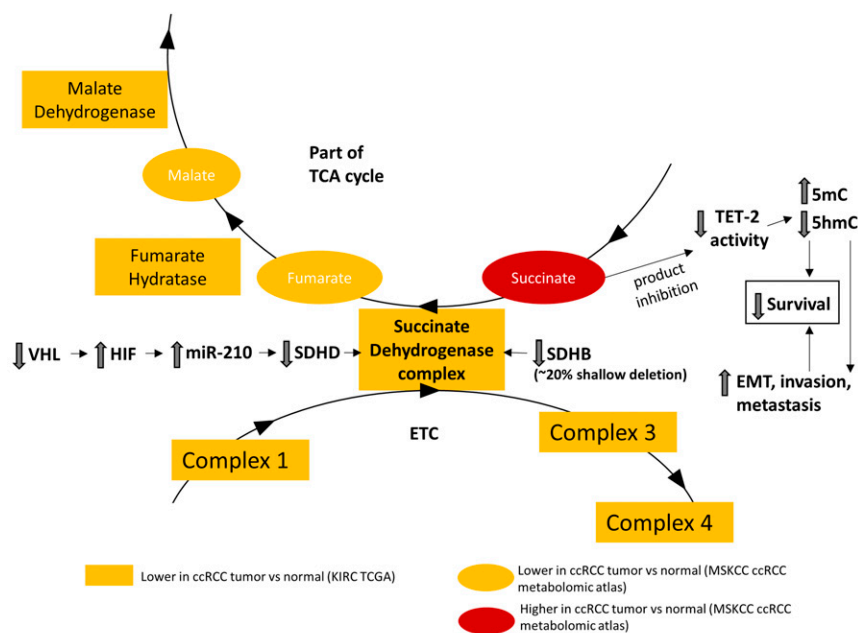 Malate
Dehydrogenase
Malate
Part of
TCA cycle
Fumarate
Hydratase
Fumarate
Succinate
product
inhibition
TET-2
activity
5mC
5hmC
Survival
EMT, invasion,
metastasis
VHL
HIF
miR-210
SDHD
Succinate
Dehydrogenase
complex
SDHB
(~20% shallow deletion)
ETC
Complex 1
Complex 3
Complex 4
Lower in ccRCC tumor vs normal (KIRC TCGA)
Lower in ccRCC tumor vs normal (MSKCC ccRCC
metabolomic atlas)
Higher in ccRCC tumor vs normal (MSKCC ccRCC
metabolomic atlas)